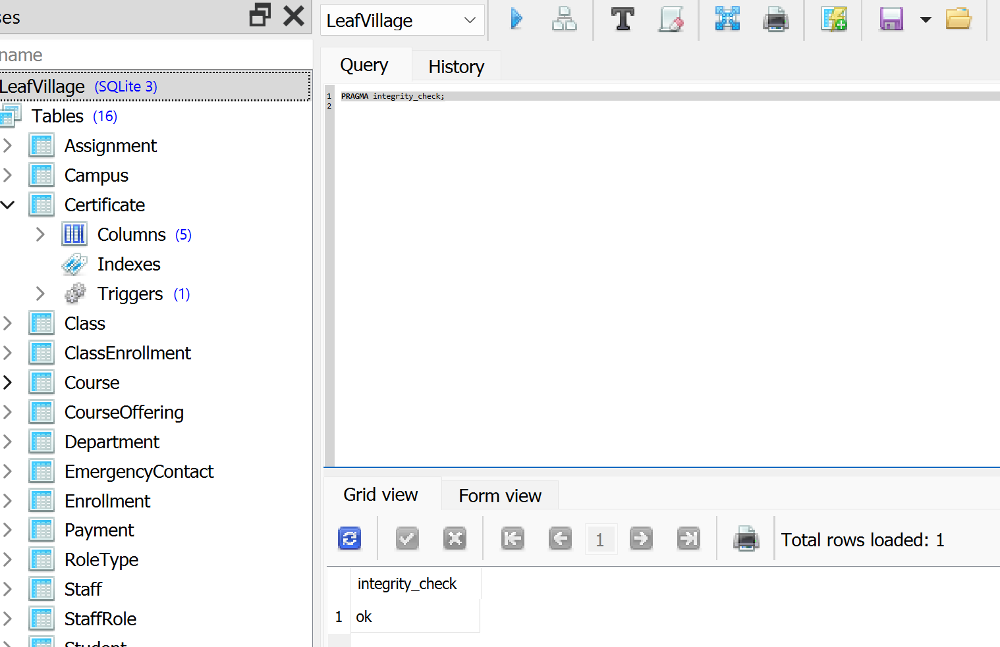 ses
name
LeafVillage (SQLite 3)
Tables (16)
Assignment
Campus
Certificate
Columns (5)
Indexes
Triggers (1)
Class
ClassEnrollment
Course
CourseOffering
Department
EmergencyContact
Enrollment
Payment
RoleType
Staff
StaffRole
Student
LeafVillage
Query History
1 PRAGMA integrity_check;
2
Grid view Form view
1 Total rows loaded: 1
integrity_check
1 ok